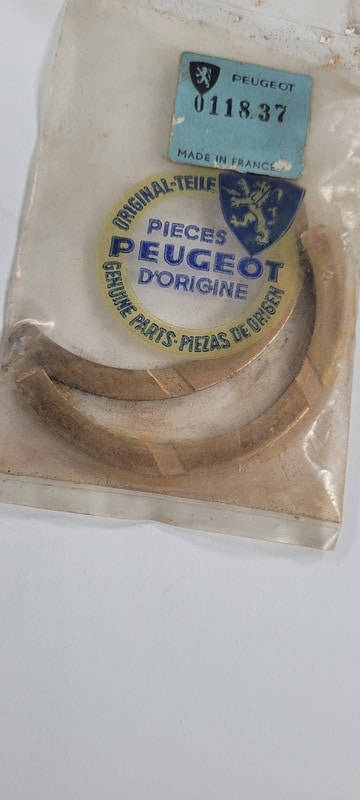 PEUGEOT
0118.37
MADE IN FRANCE
ORIGINAL-TEILE
PIECES
PEUGEOT
D'ORIGINE
GENUINE PARTS · PIEZAS DE ORIGEN